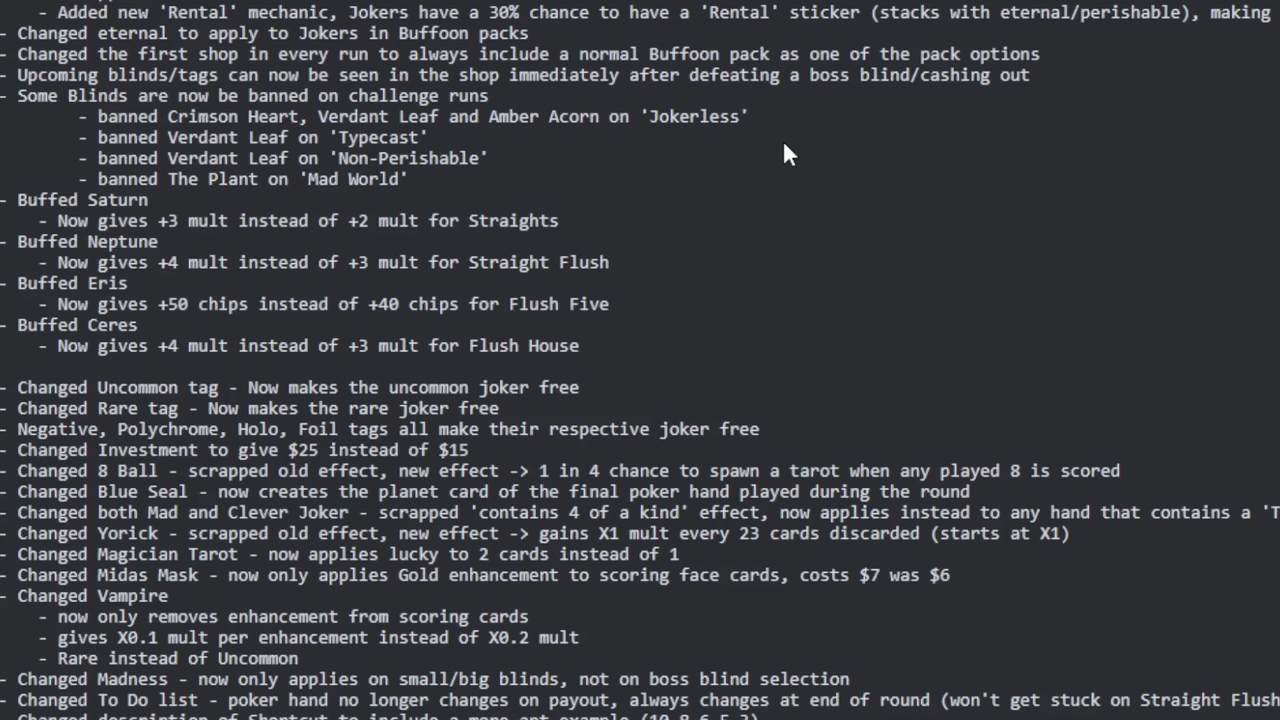 - Added new 'Rental' mechanic, Jokers have a 30% chance to have a 'Rental' sticker (stacks with eternal/perishable), making
- Changed eternal to apply to Jokers in Buffoon packs
- Changed the first shop in every run to always include a normal Buffoon pack as one of the pack options
- Upcoming blinds/tags can now be seen in the shop immediately after defeating a boss blind/cashing out
- Some Blinds are now be banned on challenge runs
- banned Crimson Heart, Verdant Leaf and Amber Acorn on 'Jokerless'
- banned Verdant Leaf on 'Typecast'
- banned Verdant Leaf on 'Non-Perishable'
- banned The Plant on 'Mad World'
- Buffed Saturn
- Now gives +3 mult instead of +2 mult for Straights
- Buffed Neptune
- Now gives +4 mult instead of +3 mult for Straight Flush
- Buffed Eris
- Now gives +50 chips instead of +40 chips for Flush Five
- Buffed Ceres
- Now gives +4 mult instead of +3 mult for Flush House
- Changed Uncommon tag - Now makes the uncommon joker free
- Changed Rare tag - Now makes the rare joker free
- Negative, Polychrome, Holo, Foil tags all make their respective joker free
- Changed Investment to give $25 instead of $15
- Changed 8 Ball - scrapped old effect, new effect -> 1 in 4 chance to spawn a tarot when any played 8 is scored
- Changed Blue Seal - now creates the planet card of the final poker hand played during the round
- Changed both Mad and Clever Joker - scrapped 'contains 4 of a kind' effect, now applies instead to any hand that contains a 'T
- Changed Yorick - scrapped old effect, new effect -> gains X1 mult every 23 cards discarded (starts at X1)
- Changed Magician Tarot - now applies lucky to 2 cards instead of 1
- Changed Midas Mask - now only applies Gold enhancement to scoring face cards, costs $7 was $6
- Changed Vampire
- now only removes enhancement from scoring cards
- gives X0.1 mult per enhancement instead of X0.2 mult
- Rare instead of Uncommon
- Changed Madness - now only applies on small/big blinds, not on boss blind selection
- Changed To Do list - poker hand no longer changes on payout, always changes at end of round (won't get stuck on Straight Flush
- Changed description of Shortcut to include a more apt example (10 8 6 5 3)